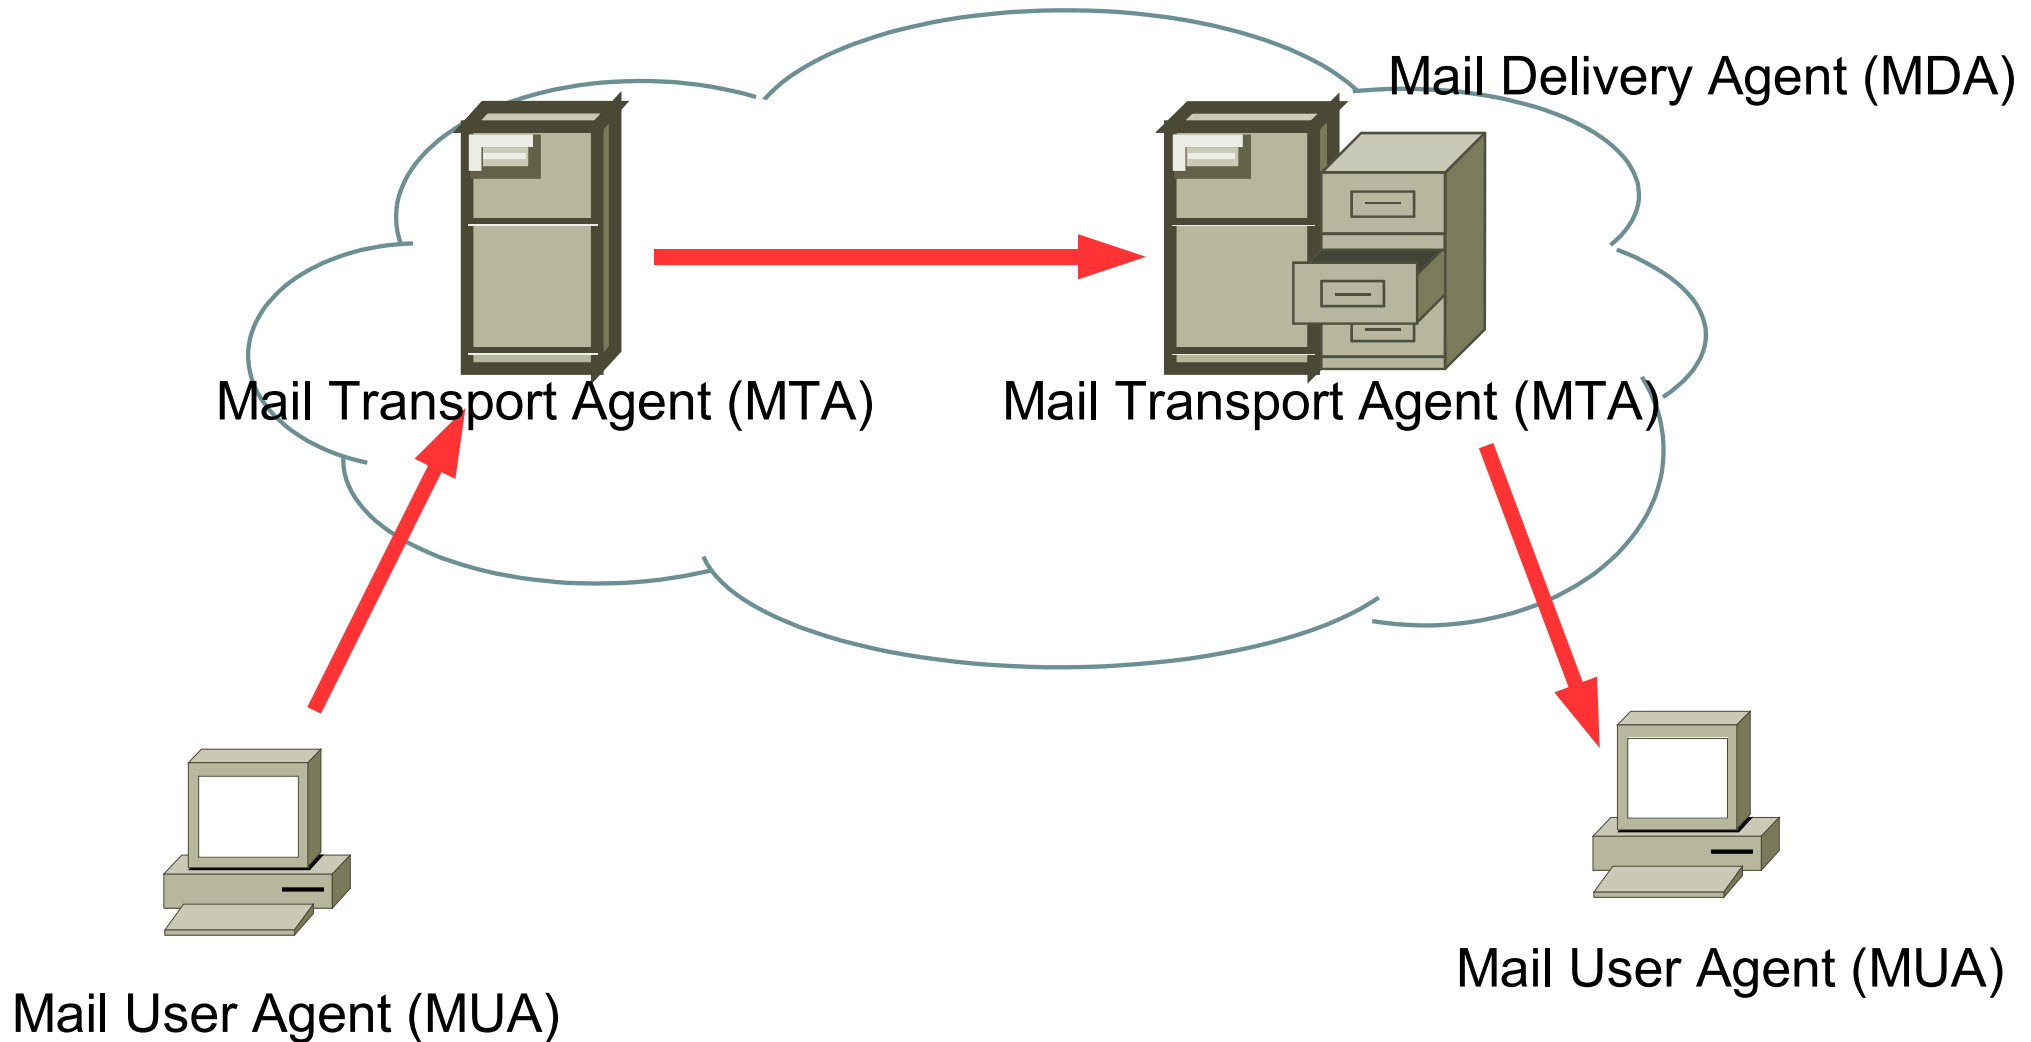 Mail Delivery Agent (MDA)
Mail Transport Agent (MTA)
Mail Transport Agent (MTA)
Mail User Agent (MUA)
Mail User Agent (MUA)